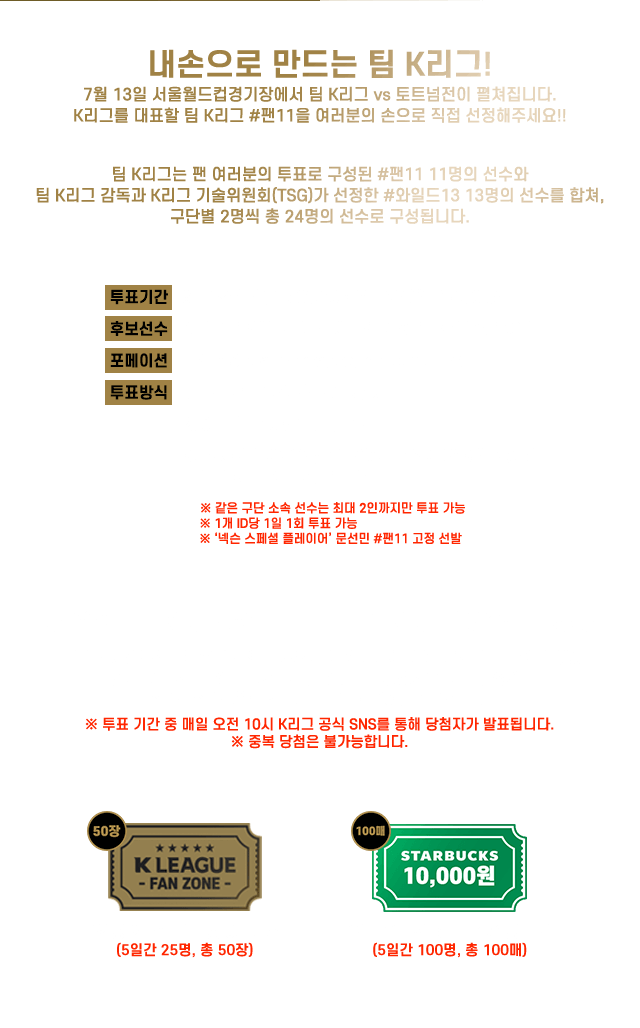 내손으로 만드는 팀 K리그!
7월 13일 서울월드컵경기장에서 팀 K리그 vs 토트넘전이 펼쳐집니다.
K리그를 대표할 팀 K리그 #팬11을 여러분의 손으로 직접 선정해주세요!!
팀 K리그는 팬 여러분의 투표로 구성된 #팬11 11명의 선수와
팀 K리그 감독과 K리그 기술위원회(TSG)가 선정한 #와일드13 13명의 선수를 합쳐,
구단별 2명씩 총 24명의 선수로 구성됩니다.
투표기간
후보선수
포메이션
투표방식
※ 같은 구단 소속 선수는 최대 2인까지만 투표 가능
※ 1개 ID당 1일 1회 투표 가능
※ ‘넥슨 스페셜 플레이어’ 문선민 #팬11 고정 선발
※ 투표 기간 중 매일 오전 10시 K리그 공식 SNS를 통해 당첨자가 발표됩니다.
※ 중복 당첨은 불가능합니다.
50장
★★★★★
K LEAGUE
- FAN ZONE -
(5일간 25명, 총 50장)
100매
STARBUCKS
10,000원
(5일간 100명, 총 100매)